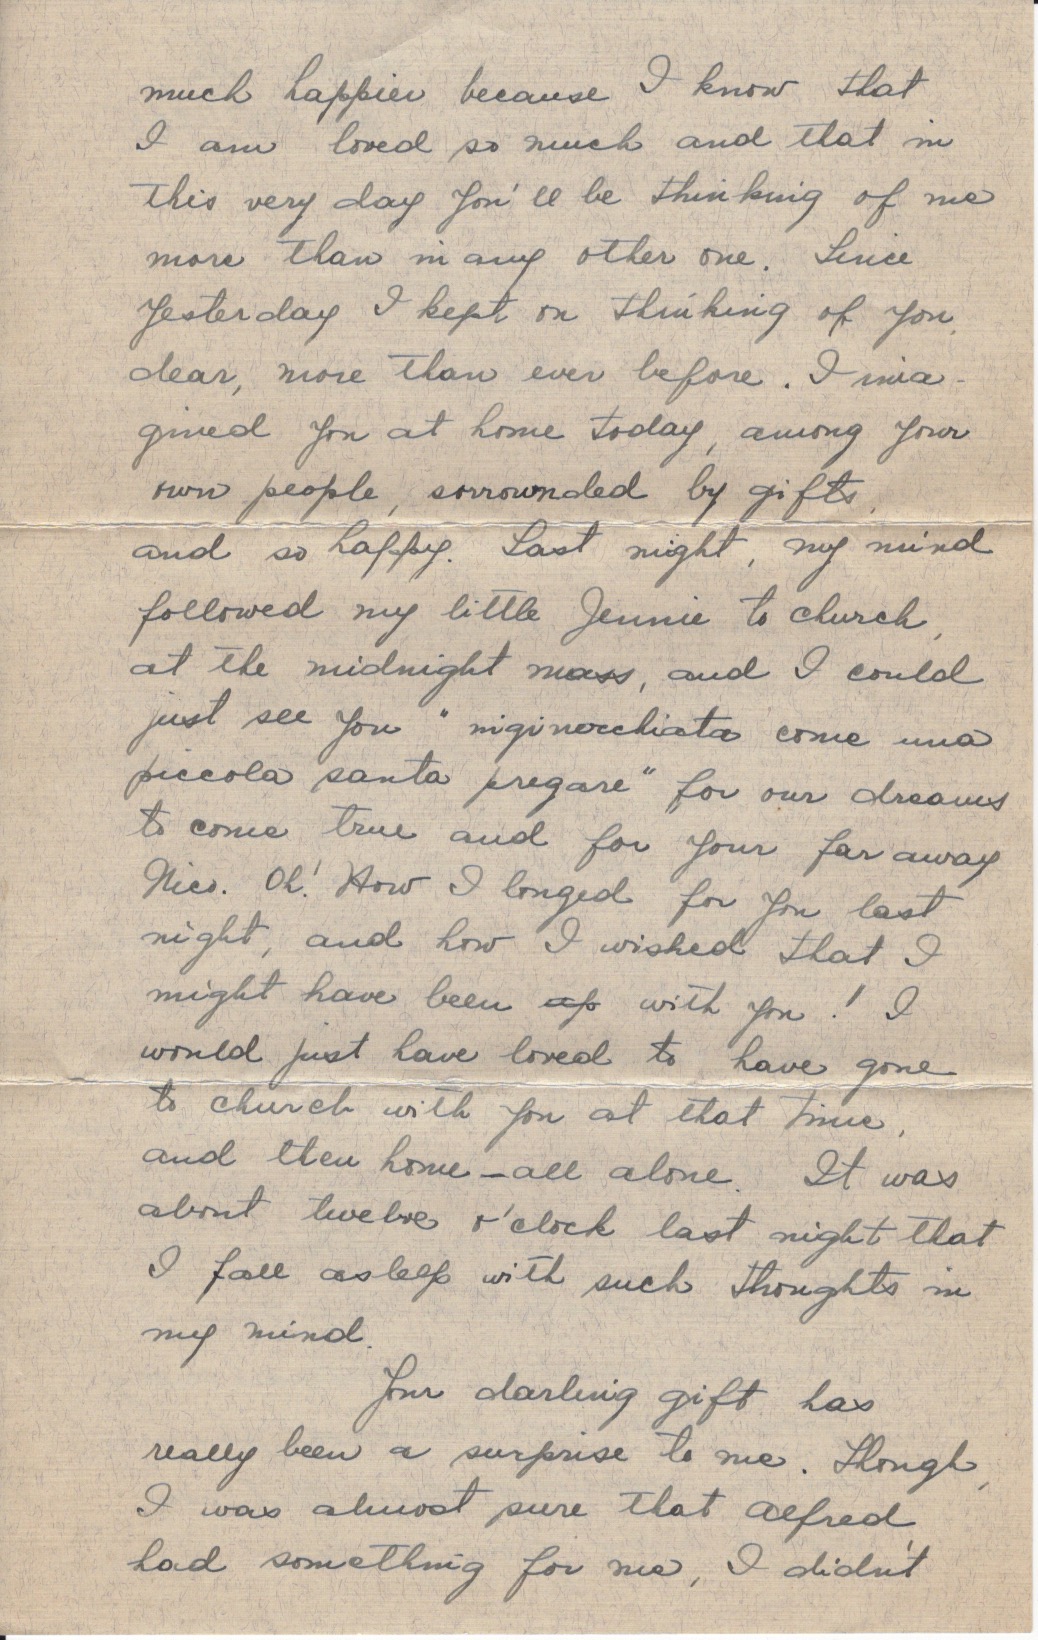 much happier because I know that
I am loved so much and that in
this very day you'll be thinking of me
more than in any other one. Since
yesterday I kept on thinking of you,
dear, more than ever before. I ima-
gined you at home today, among your
own people, sorrownded by gifts,
and so happy. Last night, my mind
followed my little Jennie to church,
at the midnight mass, and I could
just see you "niginocchiata come una
piccola santa pregare" for our dreams
to come true and for your far away
Nico. Oh! How I longed for you last
night, and how I wished that I
might have been with you! I
would just have loved to have gone
to church with you at that time,
and then home – all alone. It was
about twelve o'clock last night that
I fall asleep with such thoughts in
my mind.
Your darling gift has
really been a surprise to me. Though,
I was almost sure that Alfred
had something for me, I didn't